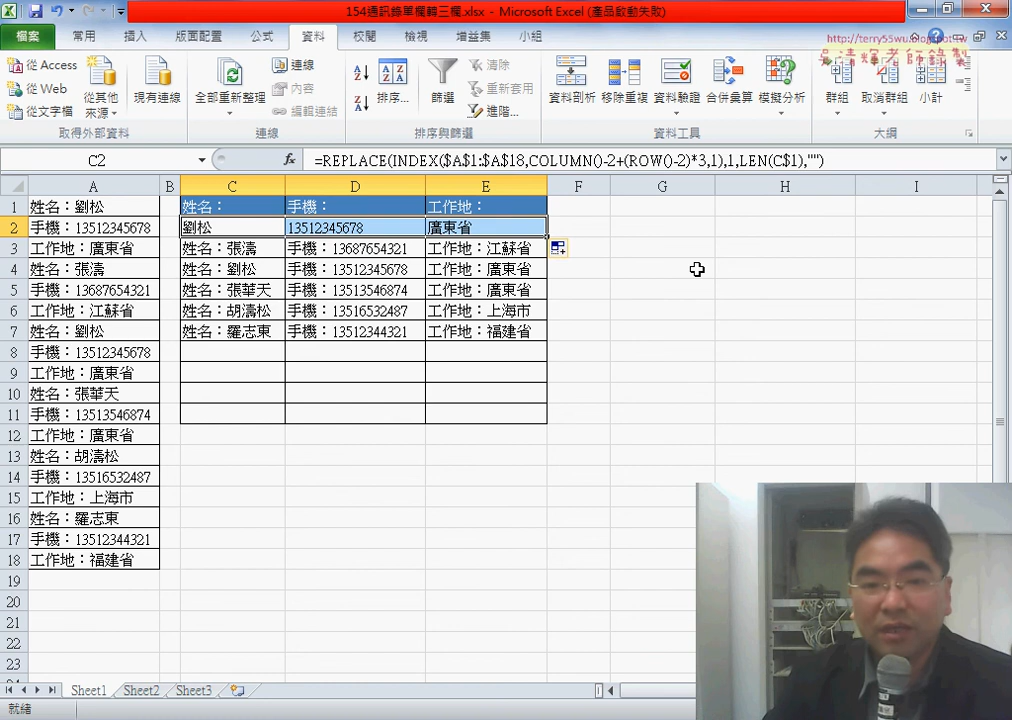 154通訊錄單欄轉三欄.xlsx - Microsoft Excel (產品啟動失敗)
檔案 常用 插入 版面配置 公式 資料 校閱 檢視 增益集 小組
http://terry55wu.blogspot.tw
吳清輝老師錄製
從 Access
從 Web
從文字檔
從其他來源
現有連線
全部重新整理
連線
內容
編輯連結
排序...
篩選
清除
重新套用
進階...
資料剖析
移除重複
資料驗證
合併彙算
模擬分析
群組
取消群組
小計
取得外部資料 連線 排序與篩選 資料工具 大綱
C2 fx =REPLACE(INDEX($A$1:$A$18,COLUMN()-2+(ROW()-2)*3,1),1,LEN(C$1),"")
A B C D E F G H I
1 姓名：劉松 姓名： 手機： 工作地：
2 手機：13512345678 劉松 13512345678 廣東省
3 工作地：廣東省 姓名：張濤 手機：13687654321 工作地：江蘇省
4 姓名：張濤 姓名：劉松 手機：13512345678 工作地：廣東省
5 手機：13687654321 姓名：張華天 手機：13513546874 工作地：廣東省
6 工作地：江蘇省 姓名：胡濤松 手機：13516532487 工作地：上海市
7 姓名：劉松 姓名：羅志東 手機：13512344321 工作地：福建省
8 手機：13512345678
9 工作地：廣東省
10 姓名：張華天
11 手機：13513546874
12 工作地：廣東省
13 姓名：胡濤松
14 手機：13516532487
15 工作地：上海市
16 姓名：羅志東
17 手機：13512344321
18 工作地：福建省
19
20
21
22
23
Sheet1 Sheet2 Sheet3
就緒